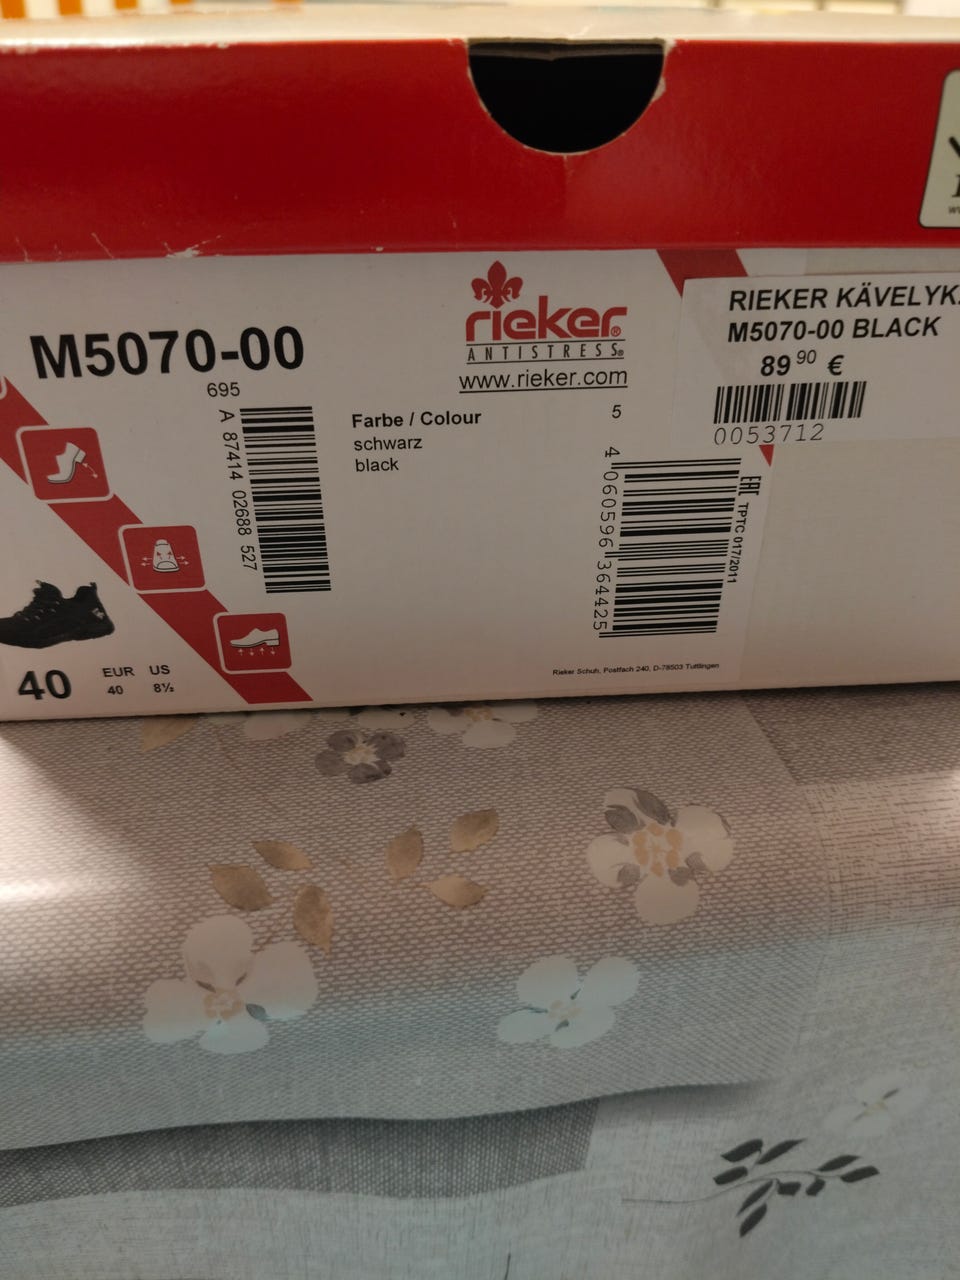 rieker®
ANTISTRESS®
www.rieker.com
RIEKER KÄVELYK.
M5070-00 BLACK
89 90 €
0053712
M5070-00
695
A 87414 02688 527
Farbe / Colour
schwarz
black
5
4 060596 364425
EAC TPTC 017/2011
40
EUR US
40 8½
Rieker Schuh, Postfach 240, D-78503 Tuttlingen